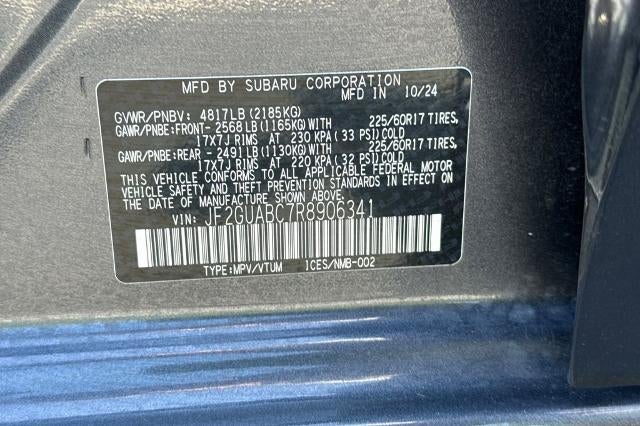 MFD BY SUBARU CORPORATION
MADE IN 10/24
GVWR/PNBV: 4817LB (2185KG)
GAWR/PNBE:FRONT- 2568LB(1165KG)WITH 225/60R17 TIRES,
17X7J RIMS AT 230 KPA (33 PSI)COLD
GAWR/PNBE:REAR - 2491LB(1130KG)WITH 225/60R17 TIRES,
17X7J RIMS AT 220 KPA (32 PSI)COLD
THIS VEHICLE CONFORMS TO ALL APPLICABLE FEDERAL MOTOR
VEHICLE SAFETY AND THEFT PREVENTION STANDARDS IN EFFECT ON
THE DATE OF MANUFACTURE SHOWN ABOVE.
VIN: JF2GUABC7R8906341
TYPE:MPV/VTUM ICES/NMB-002